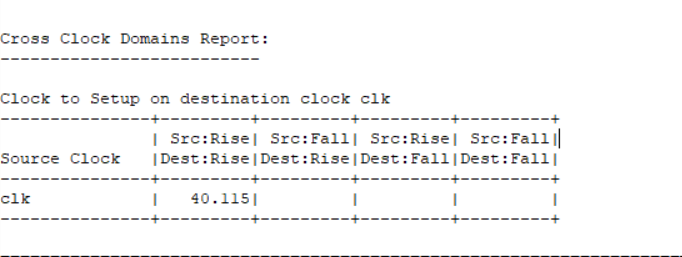 Cross Clock Domains Report:
--------------------------

Clock to Setup on destination clock clk
---------------+---------+---------+---------+---------+
               | Src:Rise| Src:Fall| Src:Rise| Src:Fall|
Source Clock   |Dest:Rise|Dest:Rise|Dest:Fall|Dest:Fall|
---------------+---------+---------+---------+---------+
clk            |   40.115|         |         |         |
---------------+---------+---------+---------+---------+